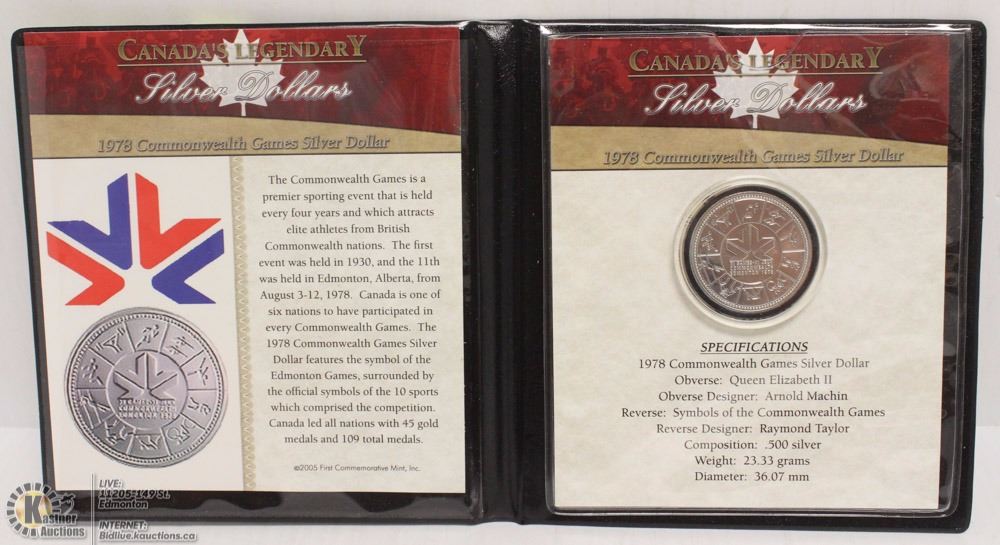 CANADA'S LEGENDARY
Silver Dollars
1978 Commonwealth Games Silver Dollar
The Commonwealth Games is a
premier sporting event that is held
every four years and which attracts
elite athletes from British
Commonwealth nations. The first
event was held in 1930, and the 11th
was held in Edmonton, Alberta, from
August 3-12, 1978. Canada is one of
six nations to have participated in
every Commonwealth Games. The
1978 Commonwealth Games Silver
Dollar features the symbol of the
Edmonton Games, surrounded by
the official symbols of the 10 sports
which comprised the competition.
Canada led all nations with 45 gold
medals and 109 total medals.
©2005 First Commemorative Mint, Inc.
CANADA'S LEGENDARY
Silver Dollars
1978 Commonwealth Games Silver Dollar
COMMONWEALTH
EDMONTON 1978
SPECIFICATIONS
1978 Commonwealth Games Silver Dollar
Obverse: Queen Elizabeth II
Obverse Designer: Arnold Machin
Reverse: Symbols of the Commonwealth Games
Reverse Designer: Raymond Taylor
Composition: .500 silver
Weight: 23.33 grams
Diameter: 36.07 mm
K
Kastner
Auctions
LIVE:
11205-149 St.
Edmonton
INTERNET:
Bidlive.kauctions.ca